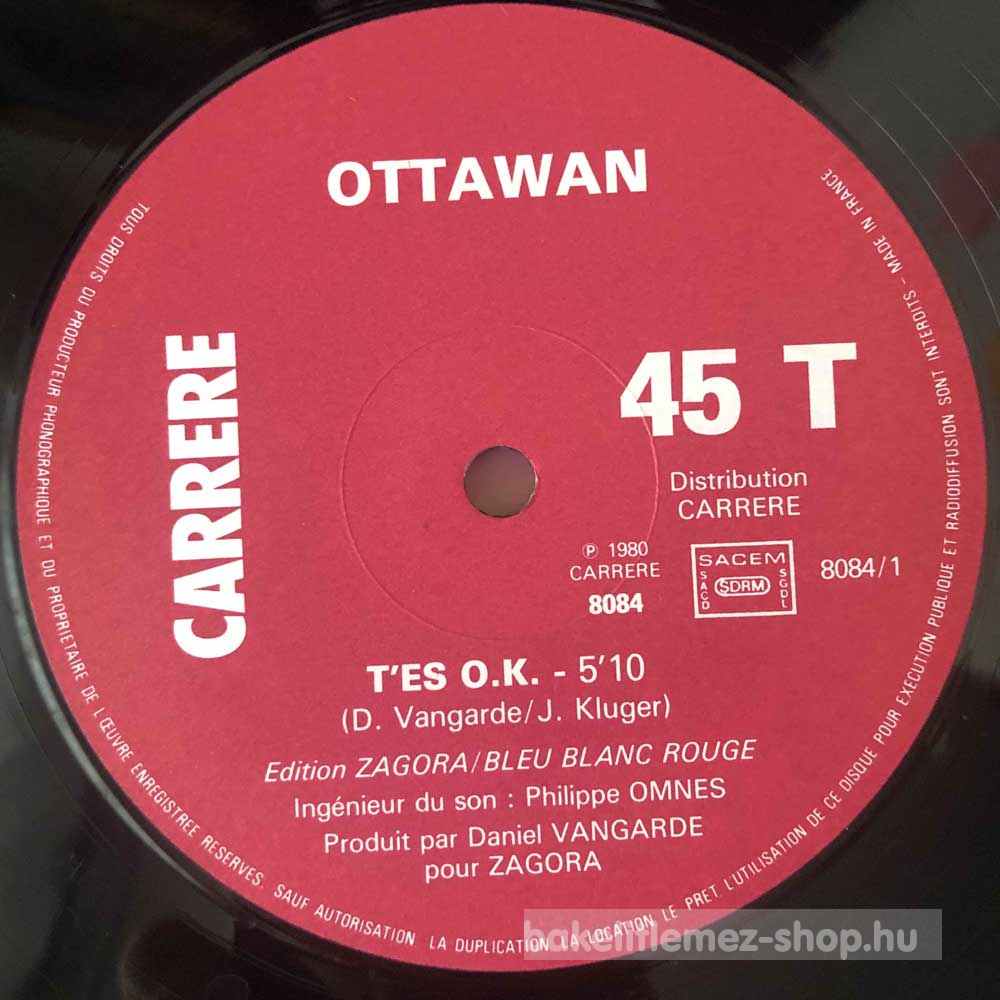 OTTAWAN
CARRERE
45 T
Distribution
CARRERE
℗ 1980
CARRERE
8084
SACEM
SACD
SDRM
SGDL
8084/1
T'ES O.K. - 5'10
(D. Vangarde/J. Kluger)
Edition ZAGORA/BLEU BLANC ROUGE
Ingénieur du son : Philippe OMNES
Produit par Daniel VANGARDE
pour ZAGORA
TOUS DROITS DU PRODUCTEUR PHONOGRAPHIQUE ET DU PROPRIETAIRE DE L'ŒUVRE ENREGISTREE RESERVES. SAUF AUTORISATION LA DUPLICATION, LA LOCATION, LE PRET, L'UTILISATION DE CE DISQUE POUR EXECUTION PUBLIQUE ET RADIODIFFUSION SONT INTERDITS - MADE IN FRANCE
bakelitlemez-shop.hu